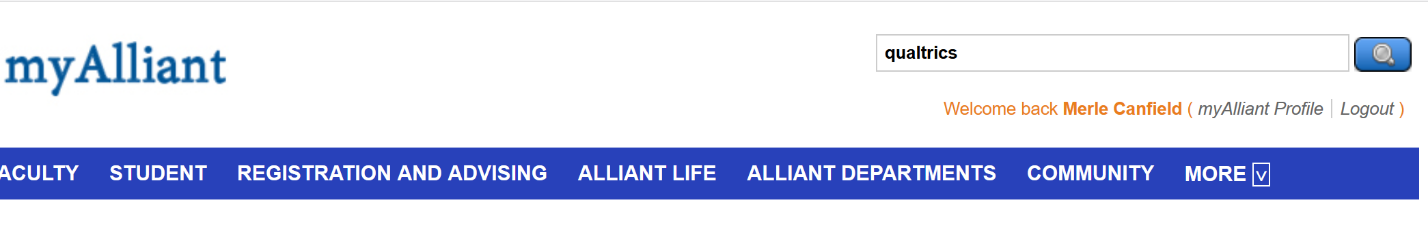 myAlliant
qualtrics
Welcome back Merle Canfield ( myAlliant Profile | Logout )
ACULTY STUDENT REGISTRATION AND ADVISING ALLIANT LIFE ALLIANT DEPARTMENTS COMMUNITY MORE v